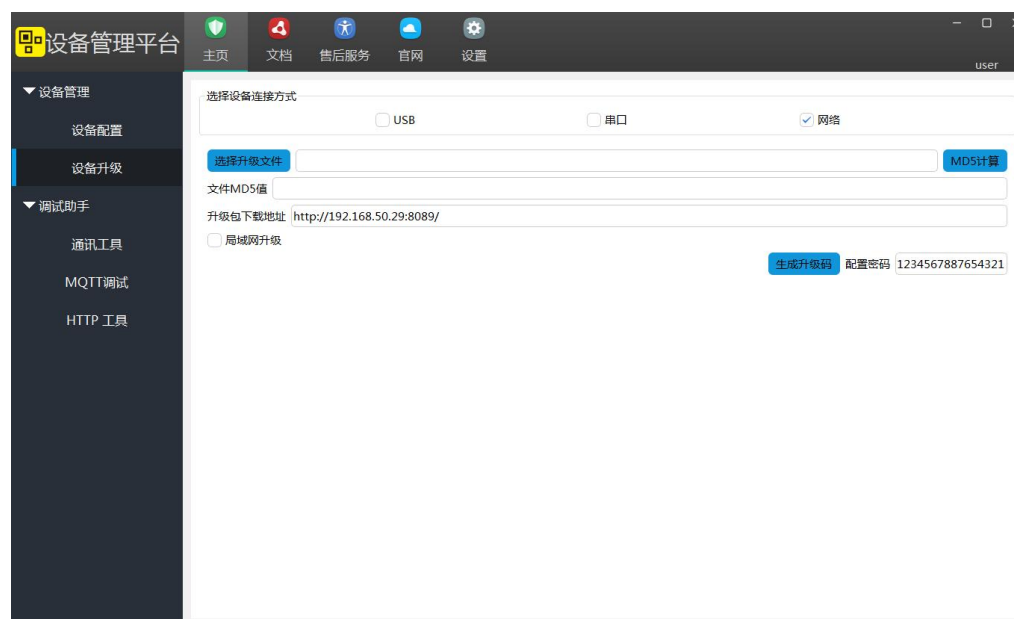 设备管理平台
主页 文档 售后服务 官网 设置
user
设备管理
设备配置
设备升级
调试助手
通讯工具
MQTT调试
HTTP 工具
选择设备连接方式
USB 串口 网络
选择升级文件 MD5计算
文件MD5值
升级包下载地址 http://192.168.50.29:8089/
局域网升级
生成升级码 配置密码 1234567887654321